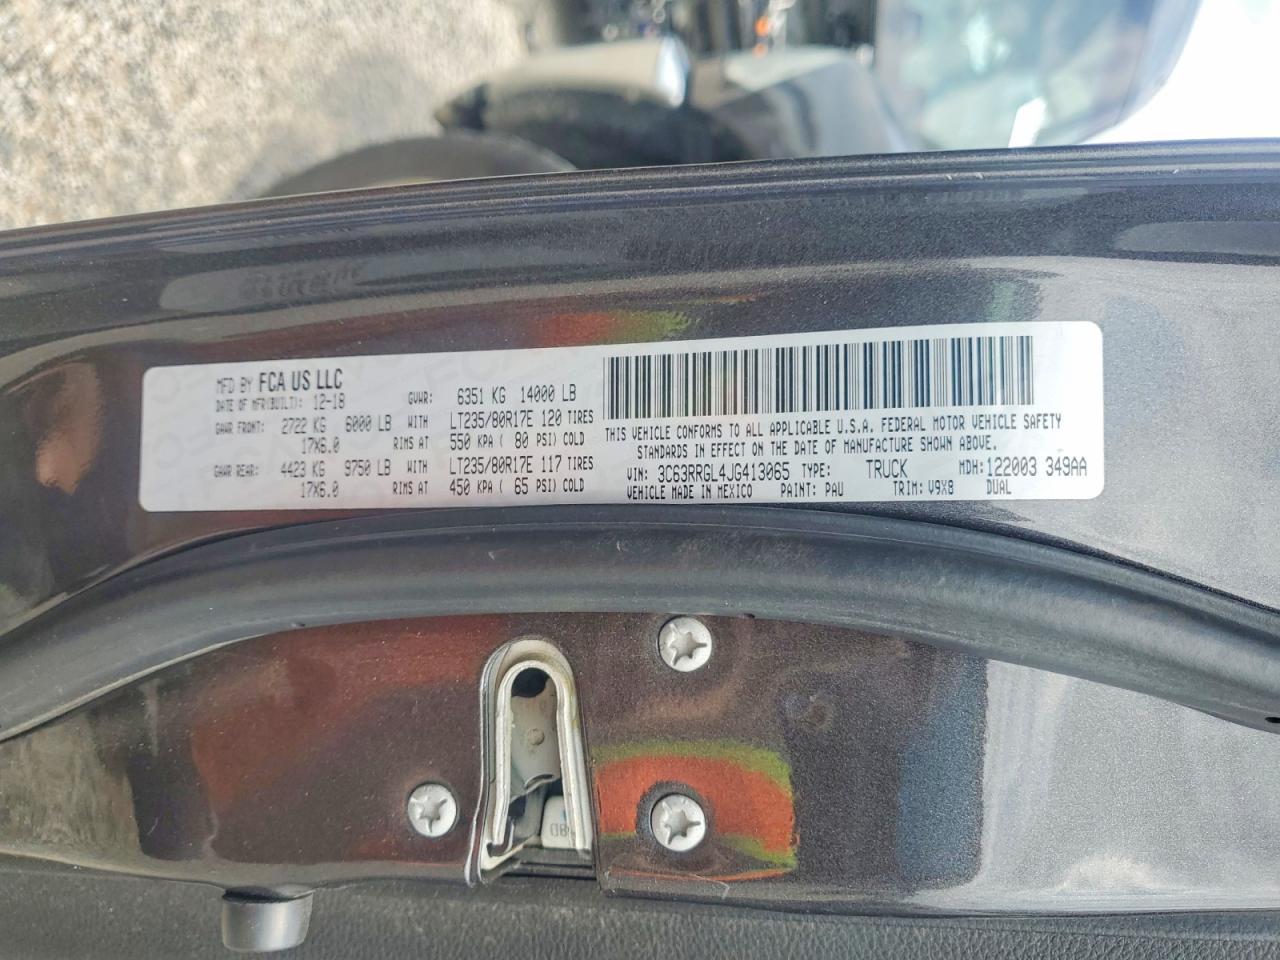 MFD BY FCA US LLC
DATE OF MFR(BUILT): 12-18 GVWR: 6351 KG 14000 LB
GAWR FRONT: 2722 KG 6000 LB WITH LT235/80R17E 120 TIRES
17X6.0 RIMS AT 550 KPA ( 80 PSI) COLD
GAWR REAR: 4423 KG 9750 LB WITH LT235/80R17E 117 TIRES
17X6.0 RIMS AT 450 KPA ( 65 PSI) COLD
THIS VEHICLE CONFORMS TO ALL APPLICABLE U.S.A. FEDERAL MOTOR VEHICLE SAFETY
STANDARDS IN EFFECT ON THE DATE OF MANUFACTURE SHOWN ABOVE.
VIN: 3C63RRGL4JG413065 TYPE: TRUCK MDH: 122003 349AA
VEHICLE MADE IN MEXICO PAINT: PAU TRIM: V9X8 DUAL